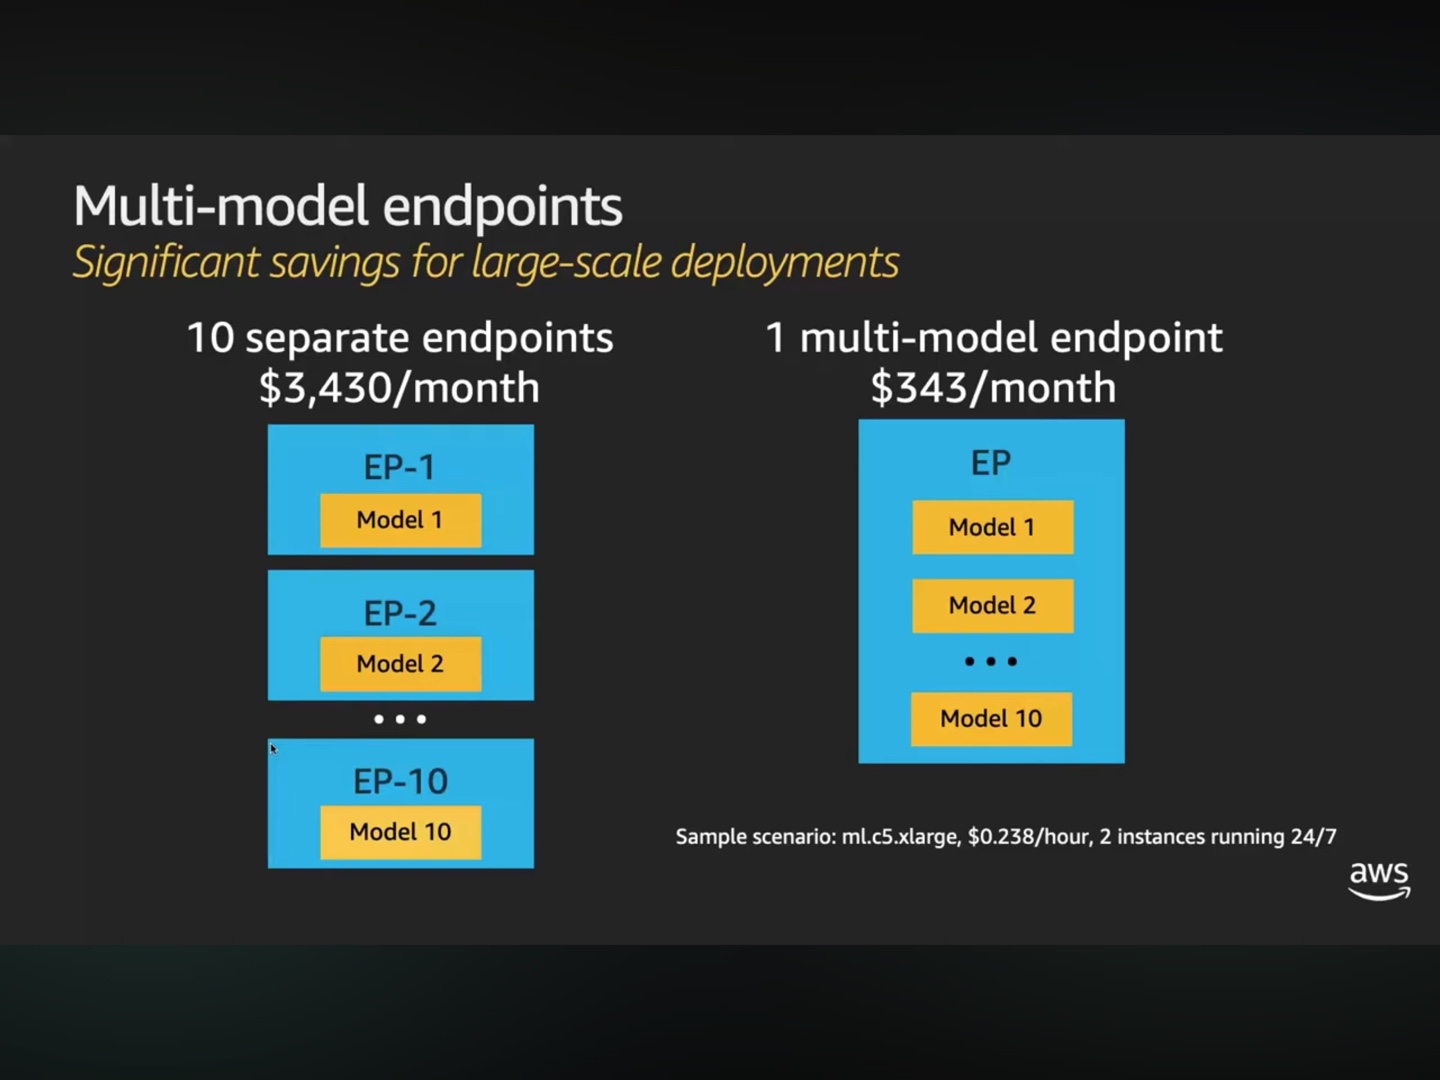 Multi-model endpoints
Significant savings for large-scale deployments
10 separate endpoints
$3,430/month
EP-1
Model 1
EP-2
Model 2
...
EP-10
Model 10
1 multi-model endpoint
$343/month
EP
Model 1
Model 2
...
Model 10
Sample scenario: ml.c5.xlarge, $0.238/hour, 2 instances running 24/7
aws